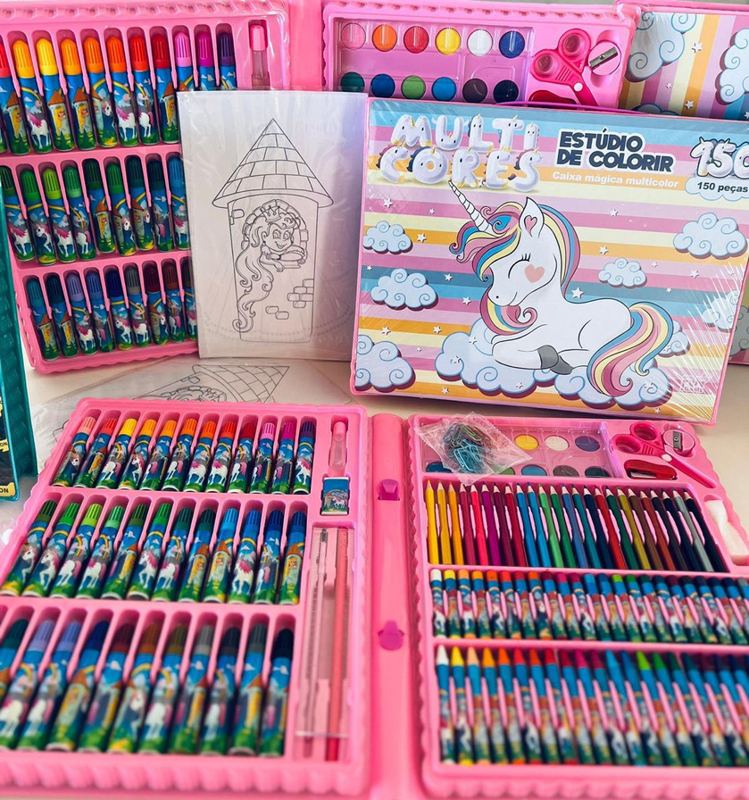 MULTI
CORES
ESTÚDIO
DE COLORIR
Caixa mágica multicolor
150
150 peças